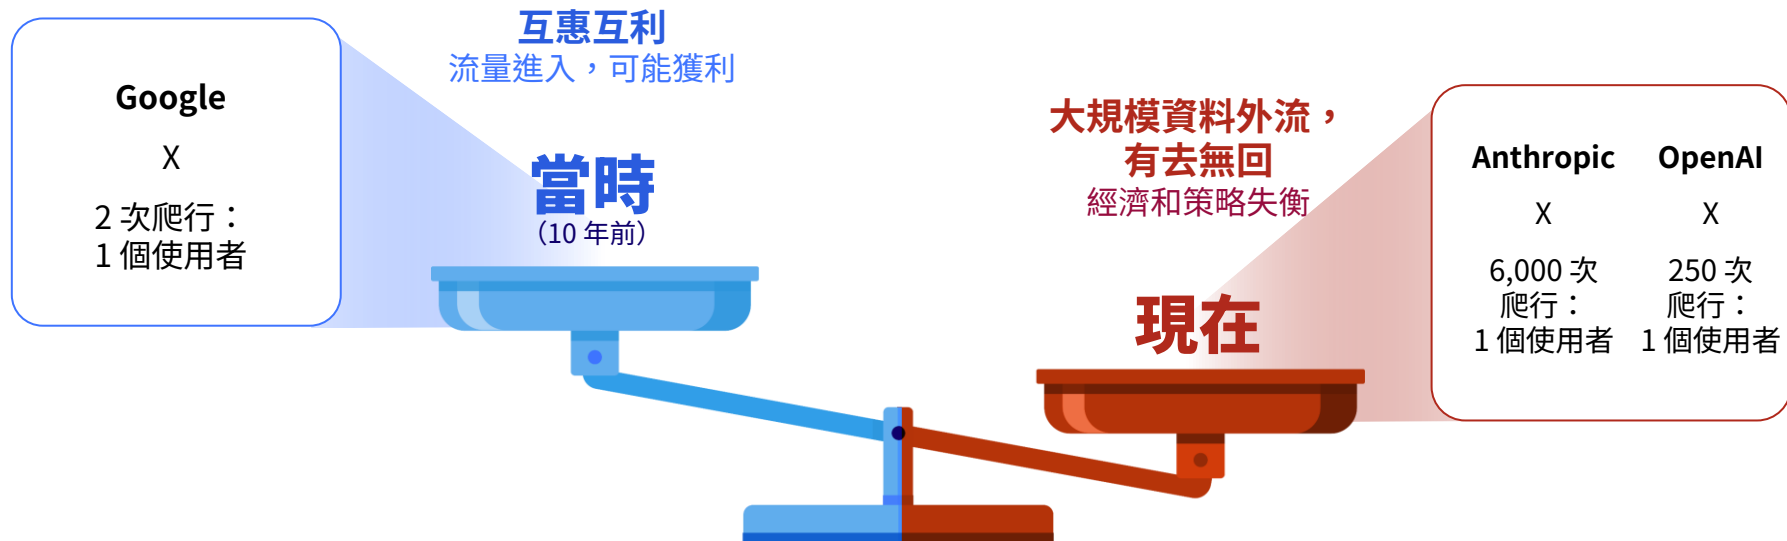 Google
X
2 次爬行：
1 個使用者
互惠互利
流量進入，可能獲利
當時
（10 年前）
大規模資料外流，
有去無回
經濟和策略失衡
現在
Anthropic
X
6,000 次
爬行：
1 個使用者
OpenAI
X
250 次
爬行：
1 個使用者